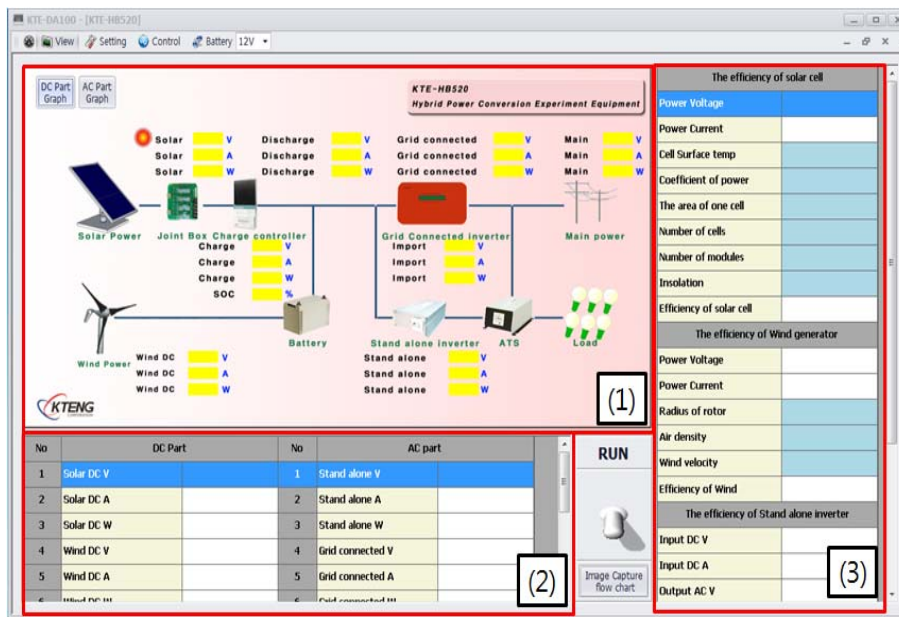 KTE-DA100 - [KTE-HB520]
View Setting Control Battery 12V
DC Part Graph
AC Part Graph
KTE-HB520
Hybrid Power Conversion Experiment Equipment
Solar V Discharge V Grid connected V Main V
Solar A Discharge A Grid connected A Main A
Solar W Discharge W Grid connected W Main W
Solar Power Joint Box Charge controller Grid Connected inverter Main power
Charge V Import V
Charge A Import A
Charge W Import W
SOC %
Battery Stand alone inverter ATS Load
Wind Power
Wind DC V Stand alone V
Wind DC A Stand alone A
Wind DC W Stand alone W
KTENG
(1)
No DC Part No AC part
1 Solar DC V 1 Stand alone V
2 Solar DC A 2 Stand alone A
3 Solar DC W 3 Stand alone W
4 Wind DC V 4 Grid connected V
5 Wind DC A 5 Grid connected A
6 Wind DC W 6 Grid connected W
(2)
RUN
Image Capture
flow chart
The efficiency of solar cell
Power Voltage
Power Current
Cell Surface temp
Coefficient of power
The area of one cell
Number of cells
Number of modules
Insolation
Efficiency of solar cell
The efficiency of Wind generator
Power Voltage
Power Current
Radius of rotor
Air density
Wind velocity
Efficiency of Wind
The efficiency of Stand alone inverter
Input DC V
Input DC A
Output AC V
(3)